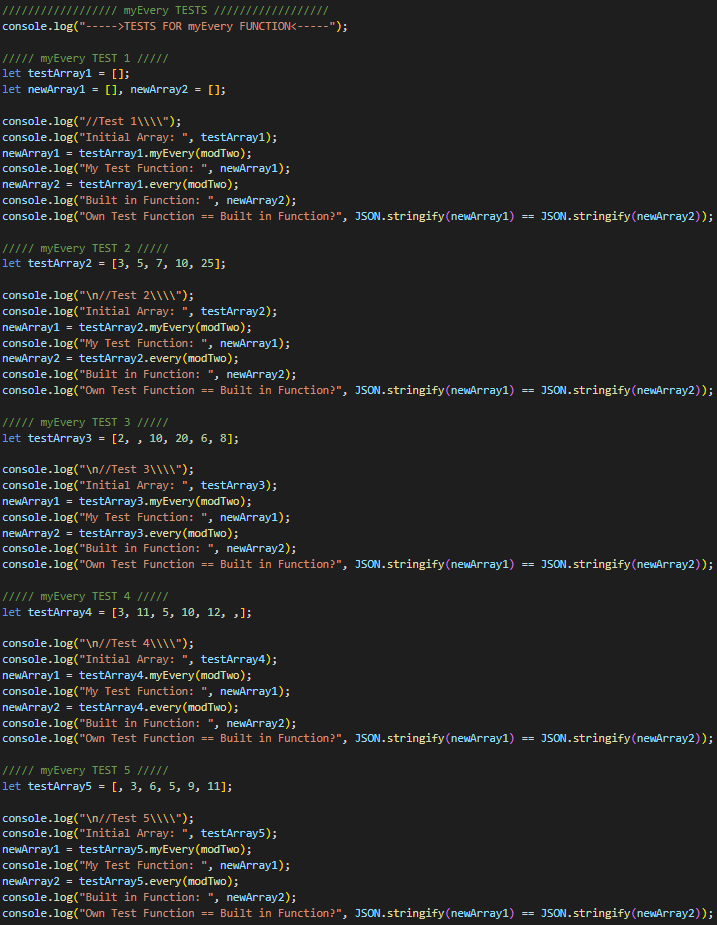 ////////////////// myEvery TESTS //////////////////
console.log("----->TESTS FOR myEvery FUNCTION<-----");
///// myEvery TEST 1 /////
let testArray1 = [];
let newArray1 = [], newArray2 = [];
console.log("//Test 1\\\\");
console.log("Initial Array: ", testArray1);
newArray1 = testArray1.myEvery(modTwo);
console.log("My Test Function: ", newArray1);
newArray2 = testArray1.every(modTwo);
console.log("Built in Function: ", newArray2);
console.log("Own Test Function == Built in Function?", JSON.stringify(newArray1) == JSON.stringify(newArray2));
///// myEvery TEST 2 /////
let testArray2 = [3, 5, 7, 10, 25];
console.log("\n//Test 2\\\\");
console.log("Initial Array: ", testArray2);
newArray1 = testArray2.myEvery(modTwo);
console.log("My Test Function: ", newArray1);
newArray2 = testArray2.every(modTwo);
console.log("Built in Function: ", newArray2);
console.log("Own Test Function == Built in Function?", JSON.stringify(newArray1) == JSON.stringify(newArray2));
///// myEvery TEST 3 /////
let testArray3 = [2, , 10, 20, 6, 8];
console.log("\n//Test 3\\\\");
console.log("Initial Array: ", testArray3);
newArray1 = testArray3.myEvery(modTwo);
console.log("My Test Function: ", newArray1);
newArray2 = testArray3.every(modTwo);
console.log("Built in Function: ", newArray2);
console.log("Own Test Function == Built in Function?", JSON.stringify(newArray1) == JSON.stringify(newArray2));
///// myEvery TEST 4 /////
let testArray4 = [3, 11, 5, 10, 12, ,];
console.log("\n//Test 4\\\\");
console.log("Initial Array: ", testArray4);
newArray1 = testArray4.myEvery(modTwo);
console.log("My Test Function: ", newArray1);
newArray2 = testArray4.every(modTwo);
console.log("Built in Function: ", newArray2);
console.log("Own Test Function == Built in Function?", JSON.stringify(newArray1) == JSON.stringify(newArray2));
///// myEvery TEST 5 /////
let testArray5 = [, 3, 6, 5, 9, 11];
console.log("\n//Test 5\\\\");
console.log("Initial Array: ", testArray5);
newArray1 = testArray5.myEvery(modTwo);
console.log("My Test Function: ", newArray1);
newArray2 = testArray5.every(modTwo);
console.log("Built in Function: ", newArray2);
console.log("Own Test Function == Built in Function?", JSON.stringify(newArray1) == JSON.stringify(newArray2));